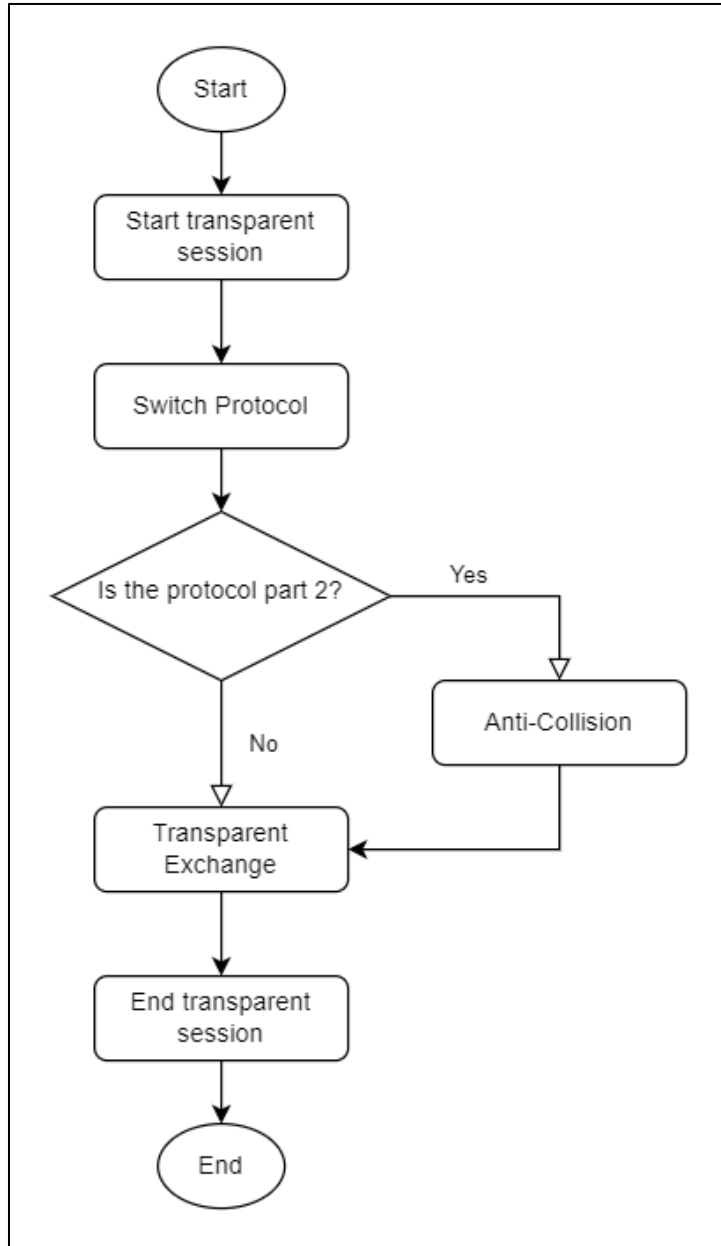 Start
Start transparent
session
Switch Protocol
Is the protocol part 2?
Yes
No
Anti-Collision
Transparent
Exchange
End transparent
session
End